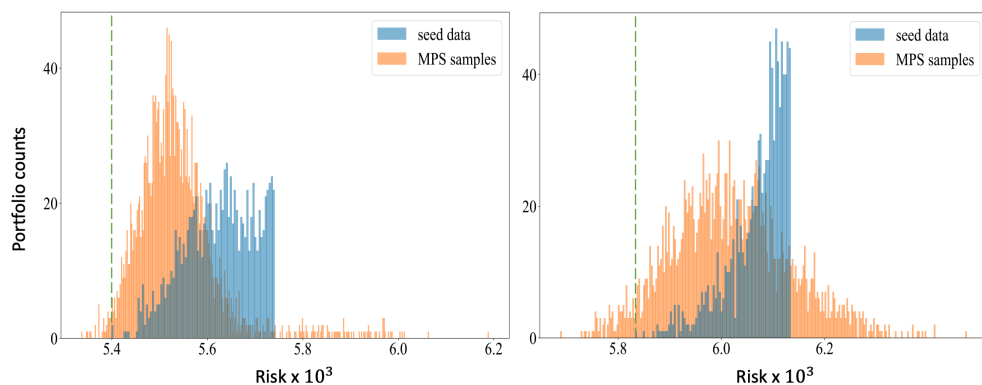 Portfolio counts
40
20
0
5.4
5.6
5.8
6.0
6.2
Risk x 10³
seed data
MPS samples
40
20
0
5.8
6.0
6.2
Risk x 10³
seed data
MPS samples